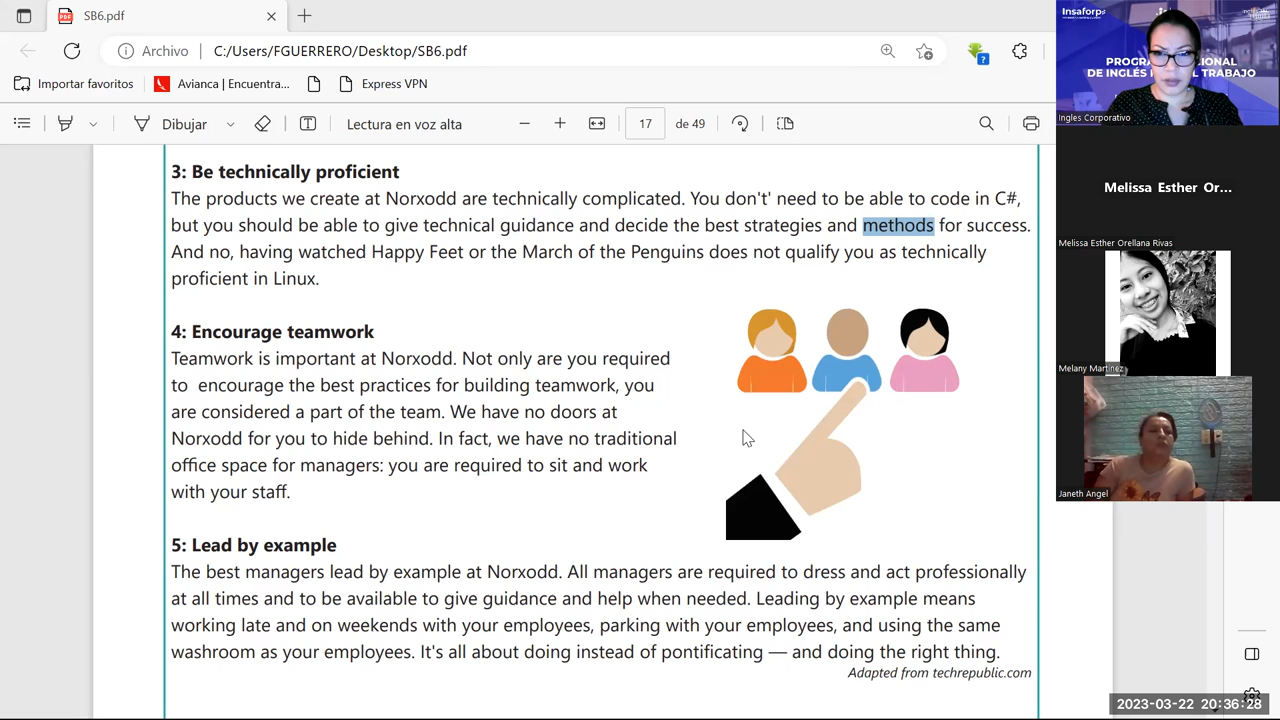 SB6.pdf
Archivo C:/Users/FGUERRERO/Desktop/SB6.pdf
Importar favoritos Avianca | Encuentra... Express VPN
Dibujar Lectura en voz alta 17 de 49
3: Be technically proficient
The products we create at Norxodd are technically complicated. You don't' need to be able to code in C#,
but you should be able to give technical guidance and decide the best strategies and methods for success.
And no, having watched Happy Feet or the March of the Penguins does not qualify you as technically
proficient in Linux.
4: Encourage teamwork
Teamwork is important at Norxodd. Not only are you required
to encourage the best practices for building teamwork, you
are considered a part of the team. We have no doors at
Norxodd for you to hide behind. In fact, we have no traditional
office space for managers: you are required to sit and work
with your staff.
5: Lead by example
The best managers lead by example at Norxodd. All managers are required to dress and act professionally
at all times and to be available to give guidance and help when needed. Leading by example means
working late and on weekends with your employees, parking with your employees, and using the same
washroom as your employees. It's all about doing instead of pontificating — and doing the right thing.
Adapted from techrepublic.com
Insaforp
DE INGLÉS TRABAJO
Ingles Corporativo
Melissa Esther Or...
Melissa Esther Orellana Rivas
Melany Martinez
Janeth Angel
2023-03-22 20:36:28